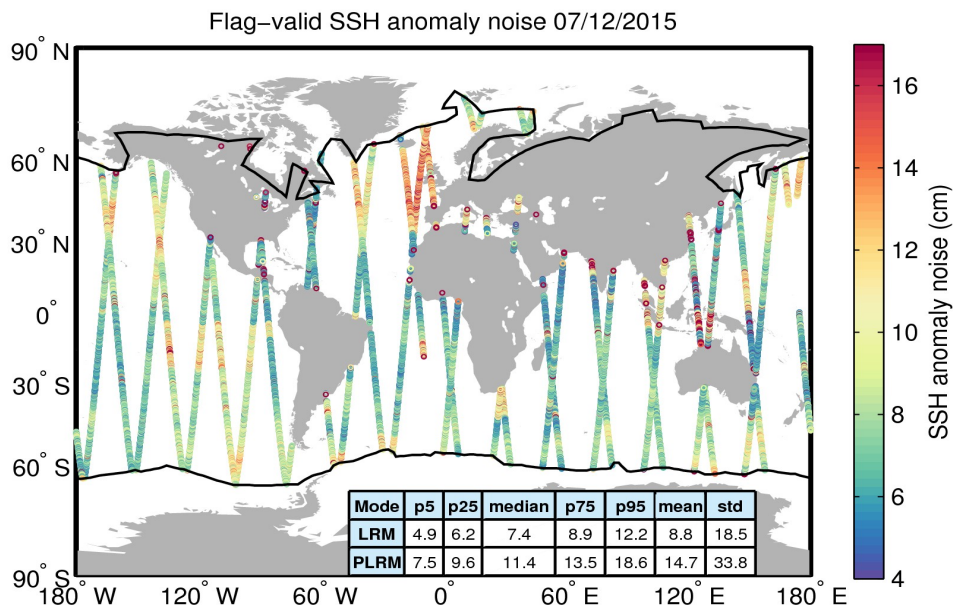 Flag−valid SSH anomaly noise 07/12/2015
90° N
60° N
30° N
0°
30° S
60° S
90° S
180° W 120° W 60° W 0° 60° E 120° E 180° E
Mode p5 p25 median p75 p95 mean std
LRM 4.9 6.2 7.4 8.9 12.2 8.8 18.5
PLRM 7.5 9.6 11.4 13.5 18.6 14.7 33.8
16
14
12
10
8
6
4
SSH anomaly noise (cm)